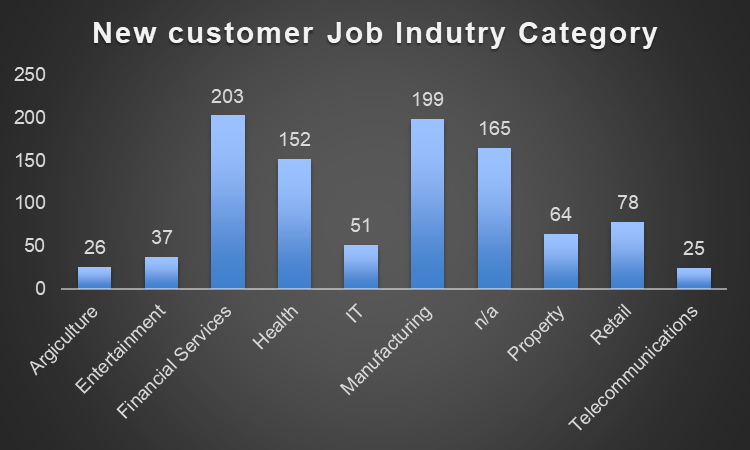 New customer Job Indutry Category
250
200
150
100
50
0
26
37
203
152
51
199
165
64
78
25
Argiculture
Entertainment
Financial Services
Health
IT
Manufacturing
n/a
Property
Retail
Telecommunications